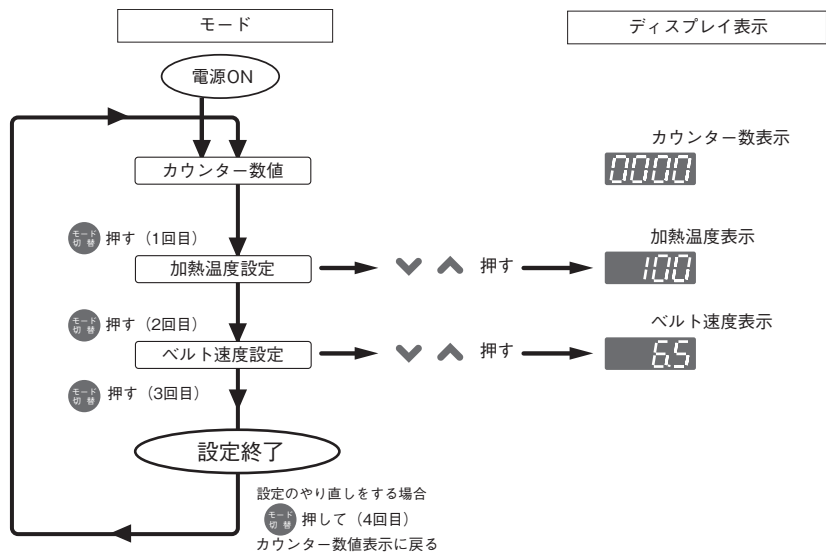 モード
ディスプレイ表示
電源ON
カウンター数表示
カウンター数値
0000
モード
切 替
押す（1回目）
加熱温度表示
加熱温度設定
押す
100
モード
切 替
押す（2回目）
ベルト速度表示
ベルト速度設定
押す
6.5
モード
切 替
押す（3回目）
設定終了
設定のやり直しをする場合
モード
切 替
押して（4回目）
カウンター数値表示に戻る